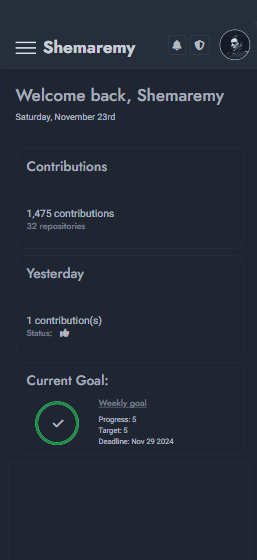 Shemaremy
Welcome back, Shemaremy
Saturday, November 23rd
Contributions
1,475 contributions
32 repositories
Yesterday
1 contribution(s)
Status:
Current Goal:
Weekly goal
Progress: 5
Target: 5
Deadline: Nov 29 2024